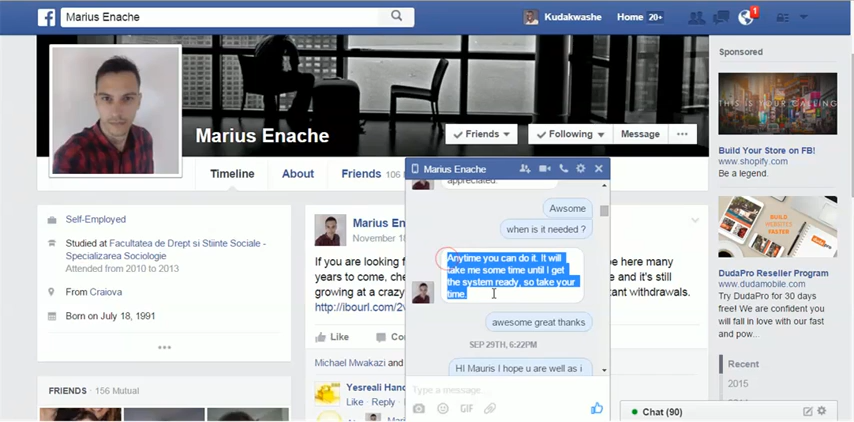 Marius Enache
Kudakwashe
Home 20+
1
Marius Enache
Friends
Following
Message
Timeline
About
Friends 106
Self-Employed
Studied at Facultatea de Drept si Stiinte Sociale -
Specializarea Sociologie
Attended from 2010 to 2013
From Craiova
Born on July 18, 1991
FRIENDS · 156 Mutual
Marius En
November 18
If you are looking f
years to come, che
growing at a crazy
http://ibourl.com/2v
e here many
e and it's still
tant withdrawals.
Like
Com
Michael Mwakazi and
Yesreali Hand
Like · Reply
Marius Enache
appreciated.
Awsome
when is it needed ?
Anytime you can do it. It will
take me some time until I get
the system ready, so take your
time.
awesome great thanks
SEP 29TH, 6:22PM
HI Mauris I hope u are well as i
Type a message...
GIF
Sponsored
THIS IS YOUR CALLING
Build Your Store on FB!
www.shopify.com
Be a legend.
BUILD
WEBSITES
FASTER.
DudaPro Reseller Program
www.dudamobile.com
Try DudaPro for 30 days
free! We are confident you
will fall in love with our fast
and pow...
Recent
2015
Chat (90)